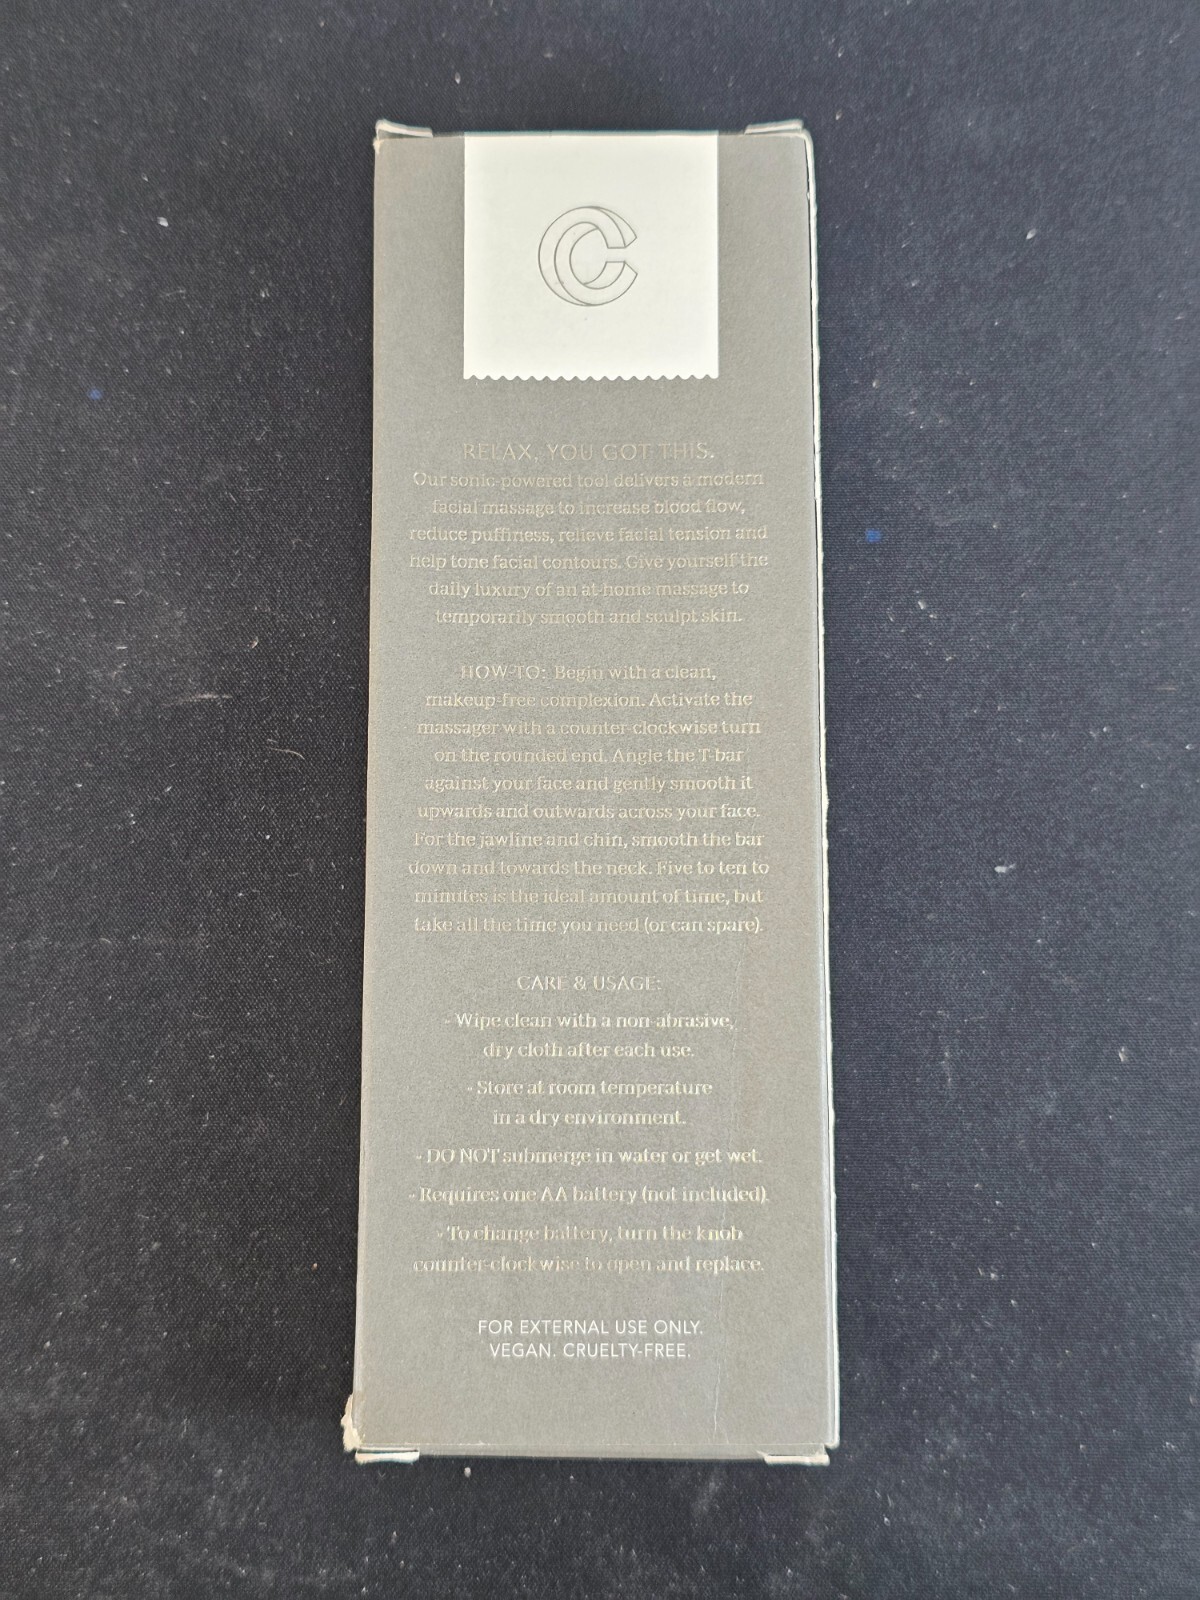 C
RELAX, YOU GOT THIS.
Our sonic-powered tool delivers a modern
facial massage to increase blood flow,
reduce puffiness, relieve facial tension and
help tone facial contours. Give yourself the
daily luxury of an at-home massage to
temporarily smooth and sculpt skin.
HOW-TO: Begin with a clean,
makeup-free complexion. Activate the
massager with a counter-clockwise turn
on the rounded end. Angle the T-bar
against your face and gently smooth it
upwards and outwards across your face.
For the jawline and chin, smooth the bar
down and towards the neck. Five to ten to
minutes is the ideal amount of time, but
take all the time you need (or can spare).
CARE & USAGE:
- Wipe clean with a non-abrasive,
dry cloth after each use.
- Store at room temperature
in a dry environment.
- DO NOT submerge in water or get wet.
- Requires one AA battery (not included).
- To change battery, turn the knob
counter-clockwise to open and replace.
FOR EXTERNAL USE ONLY.
VEGAN. CRUELTY-FREE.